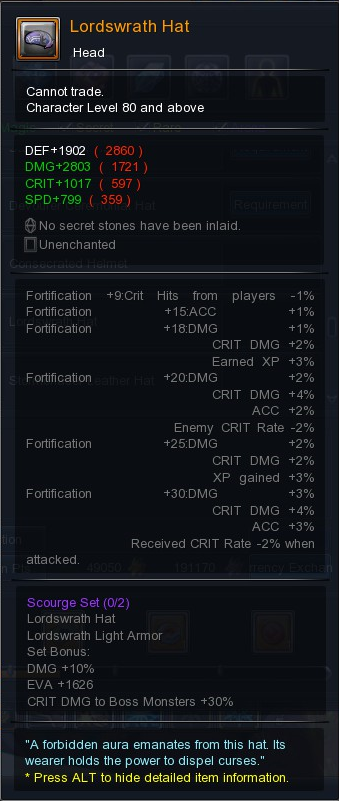 Lordswrath Hat
Head
Cannot trade.
Character Level 80 and above
DEF+1902 ( 2860 )
DMG+2803 ( 1721 )
CRIT+1017 ( 597 )
SPD+799 ( 359 )
Requirement
No secret stones have been inlaid.
Unenchanted
Consecrated Helmet
Fortification +9:Crit Hits from players -1%
Fortification +15:ACC +1%
Fortification +18:DMG +1%
CRIT DMG +2%
Earned XP +3%
Fortification +20:DMG +2%
CRIT DMG +4%
ACC +2%
Enemy CRIT Rate -2%
Fortification +25:DMG +2%
CRIT DMG +2%
XP gained +3%
Fortification +30:DMG +3%
CRIT DMG +4%
ACC +3%
Received CRIT Rate -2% when
attacked.
49050 191170
Scourge Set (0/2)
Lordswrath Hat
Lordswrath Light Armor
Set Bonus:
DMG +10%
EVA +1626
CRIT DMG to Boss Monsters +30%
"A forbidden aura emanates from this hat. Its
wearer holds the power to dispel curses."
* Press ALT to hide detailed item information.